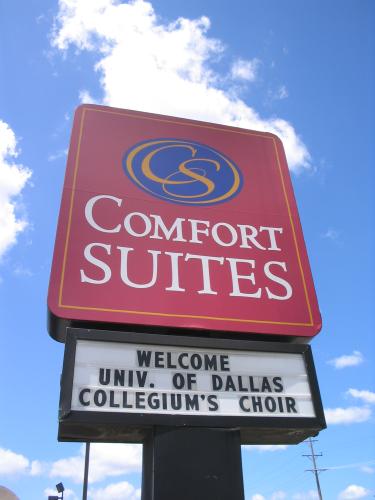 CS
COMFORT
SUITES
WELCOME
UNIV. OF DALLAS
COLLEGIUM'S CHOIR